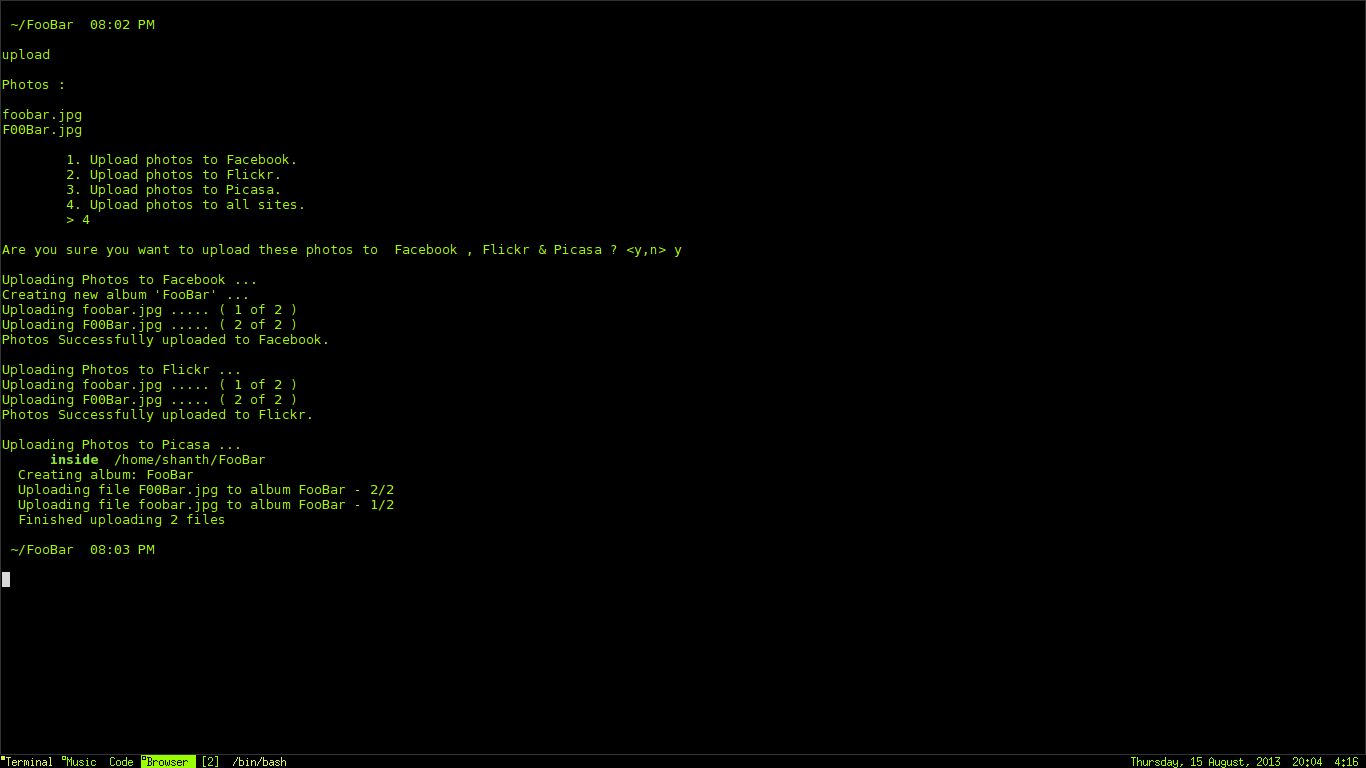 ~/FooBar  08:02 PM
upload
Photos :
foobar.jpg
F00Bar.jpg
1. Upload photos to Facebook.
2. Upload photos to Flickr.
3. Upload photos to Picasa.
4. Upload photos to all sites.
> 4
Are you sure you want to upload these photos to  Facebook , Flickr & Picasa ? <y,n> y
Uploading Photos to Facebook ...
Creating new album 'FooBar' ...
Uploading foobar.jpg ..... ( 1 of 2 )
Uploading F00Bar.jpg ..... ( 2 of 2 )
Photos Successfully uploaded to Facebook.
Uploading Photos to Flickr ...
Uploading foobar.jpg ..... ( 1 of 2 )
Uploading F00Bar.jpg ..... ( 2 of 2 )
Photos Successfully uploaded to Flickr.
Uploading Photos to Picasa ...
inside  /home/shanth/FooBar
Creating album: FooBar
Uploading file F00Bar.jpg to album FooBar - 2/2
Uploading file foobar.jpg to album FooBar - 1/2
Finished uploading 2 files
~/FooBar  08:03 PM
Terminal  Music  Code  Browser  [2]  /bin/bash  Thursday, 15 August, 2013  20:04  4:16